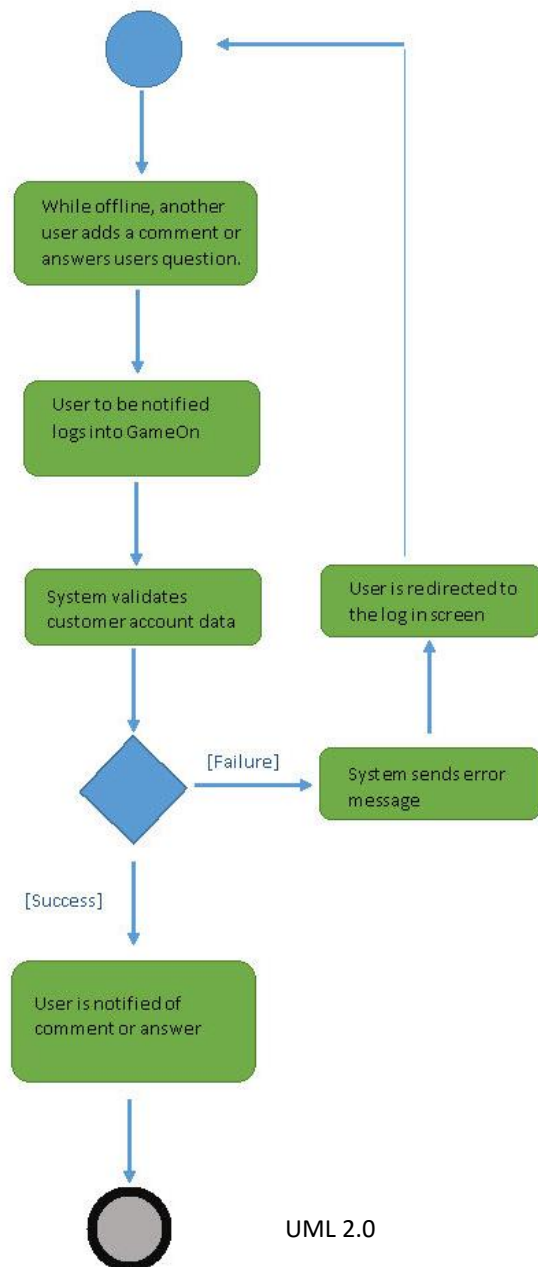 While offline, another
user adds a comment or
answers users question.
User to be notified
logs into GameOn
System validates
customer account data
User is redirected to
the log in screen
[Failure]
System sends error
message
[Success]
User is notified of
comment or answer
UML 2.0